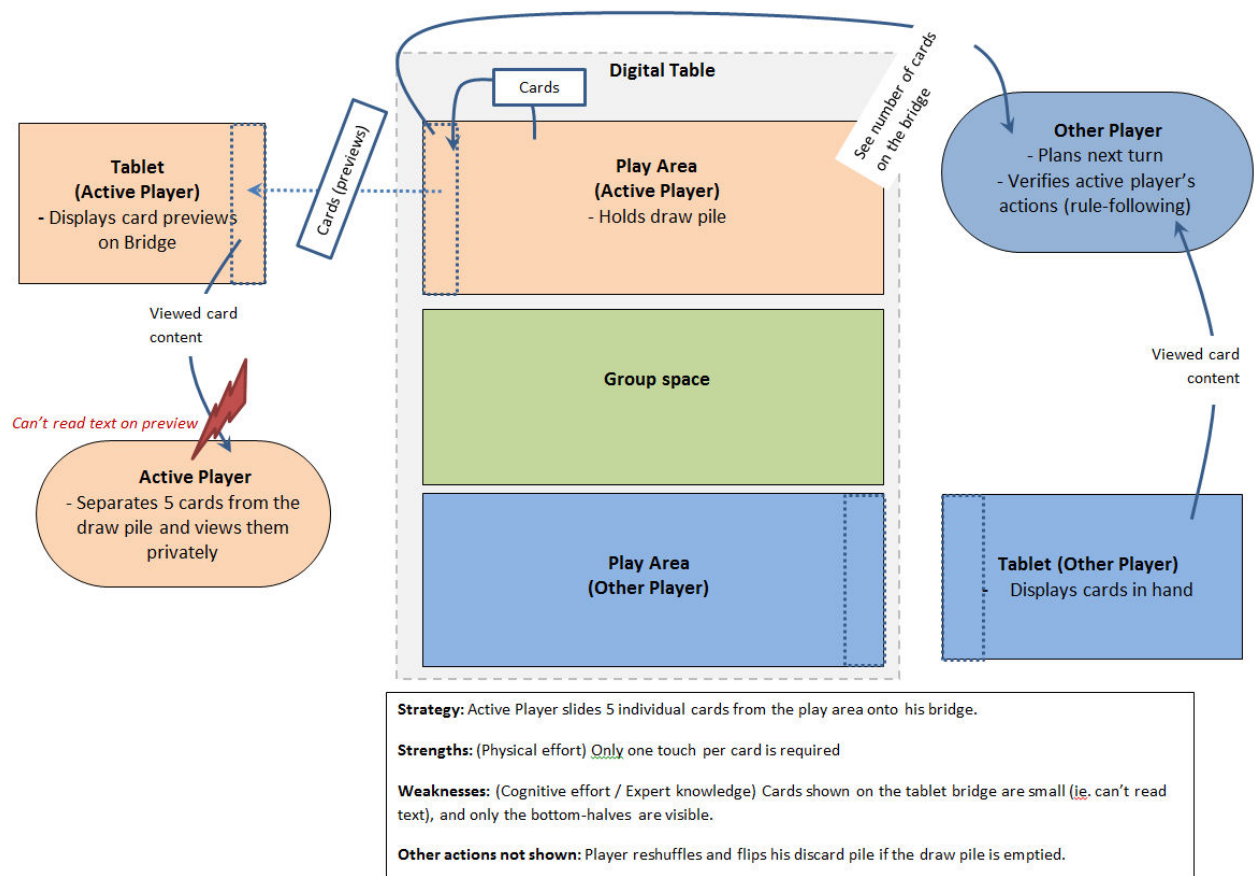 Digital Table
Cards
See number of cards
on the bridge
Cards (previews)
Tablet
(Active Player)
- Displays card previews
on Bridge
Play Area
(Active Player)
- Holds draw pile
Other Player
- Plans next turn
- Verifies active player's
actions (rule-following)
Viewed card
content
Viewed card
content
Group space
Can't read text on preview
Active Player
- Separates 5 cards from the
draw pile and views them
privately
Play Area
(Other Player)
Tablet (Other Player)
- Displays cards in hand
Strategy: Active Player slides 5 individual cards from the play area onto his bridge.
Strengths: (Physical effort) Only one touch per card is required
Weaknesses: (Cognitive effort / Expert knowledge) Cards shown on the tablet bridge are small (ie. can't read
text), and only the bottom-halves are visible.
Other actions not shown: Player reshuffles and flips his discard pile if the draw pile is emptied.